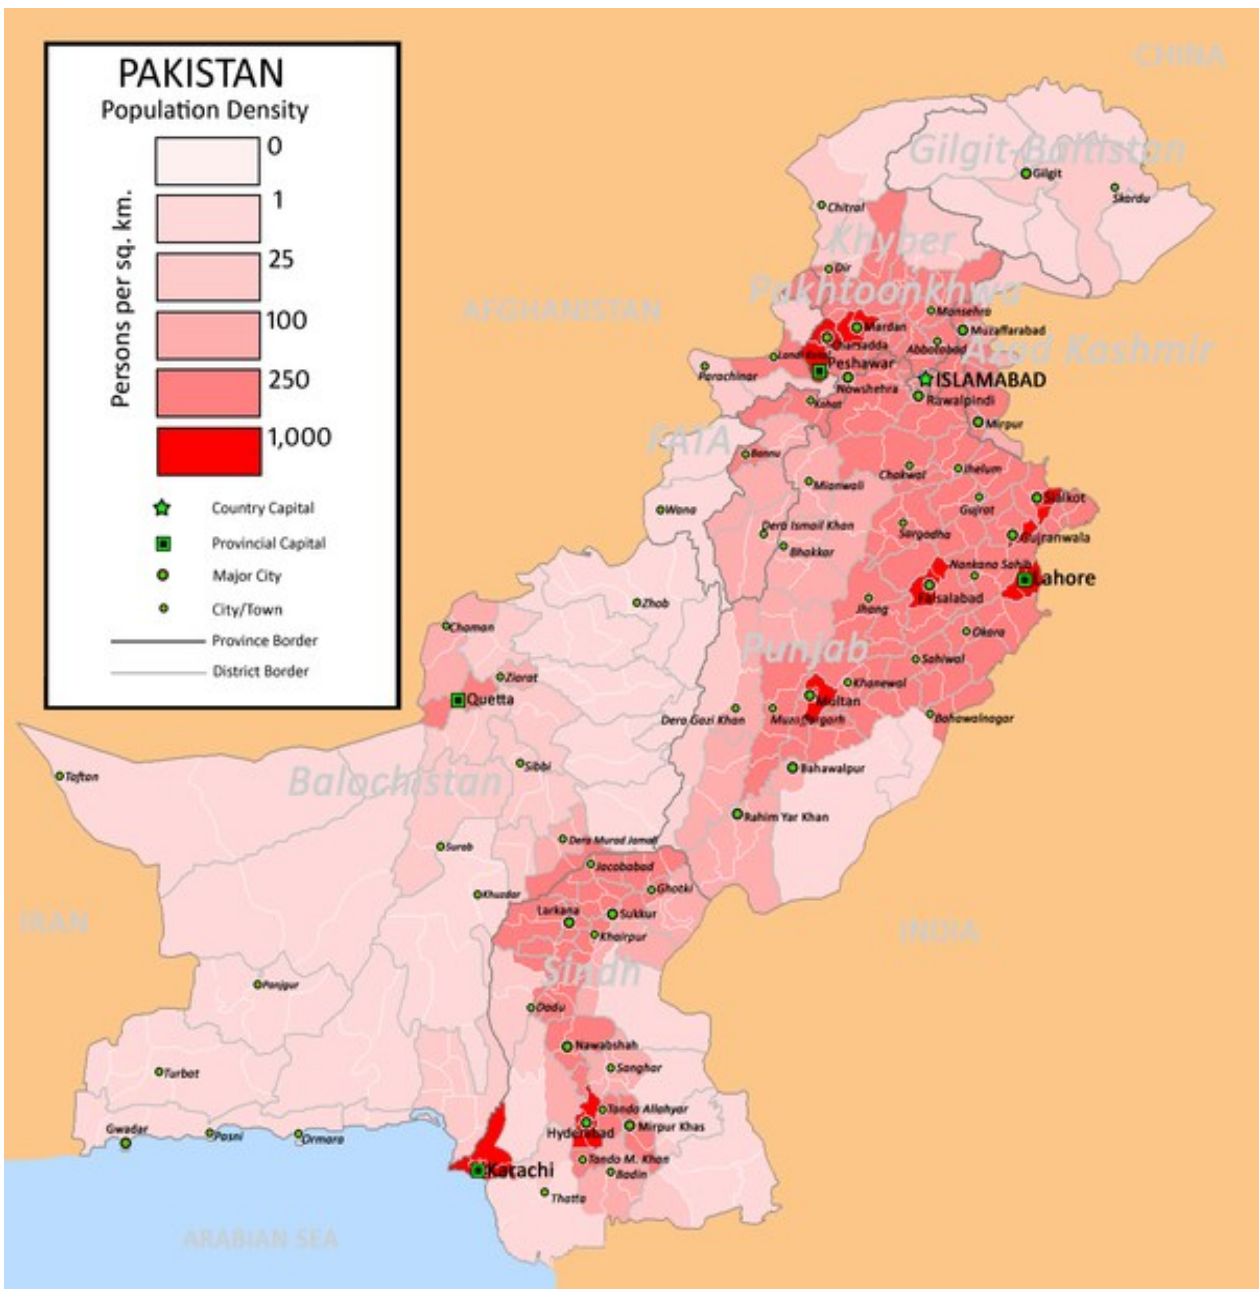 PAKISTAN
Population Density
Persons per sq. km.
0
1
25
100
250
1,000
Country Capital
Provincial Capital
Major City
City/Town
Province Border
District Border
CHINA
Gilgit-Baltistan
Gilgit
Skardu
Chitral
Khyber
Dir
Pakhtoonkhwa
AFGHANISTAN
Mansehra
Mardan
Muzaffarabad
Charsadda
Abbotabad
Azad Kashmir
Landi Kotal
Peshawar
Parachinar
ISLAMABAD
Nowshehra
Rawalpindi
Kohat
Mirpur
FATA
Bannu
Chakwal
Jhelum
Mianwali
Sialkot
Wana
Gujrat
Dera Ismail Khan
Sargodha
Gujranwala
Bhakkar
Nankana Sahib
Lahore
Faisalabad
Zhob
Jhang
Chaman
Okara
Punjab
Sahiwal
Ziarat
Khanewal
Quetta
Multan
Dera Gazi Khan
Muzaffargarh
Bahawalnagar
Sibbi
Bahawalpur
Taftan
Balochistan
Rahim Yar Khan
Dera Murad Jamali
Surab
Jacobabad
Khuzdar
Ghotki
Larkana
Sukkur
IRAN
INDIA
Khairpur
Sindh
Panjgur
Dadu
Nawabshah
Sanghar
Turbat
Tando Allahyar
Gwadar
Pasni
Ormara
Hyderabad
Mirpur Khas
Tando M. Khan
Karachi
Badin
Thatta
ARABIAN SEA